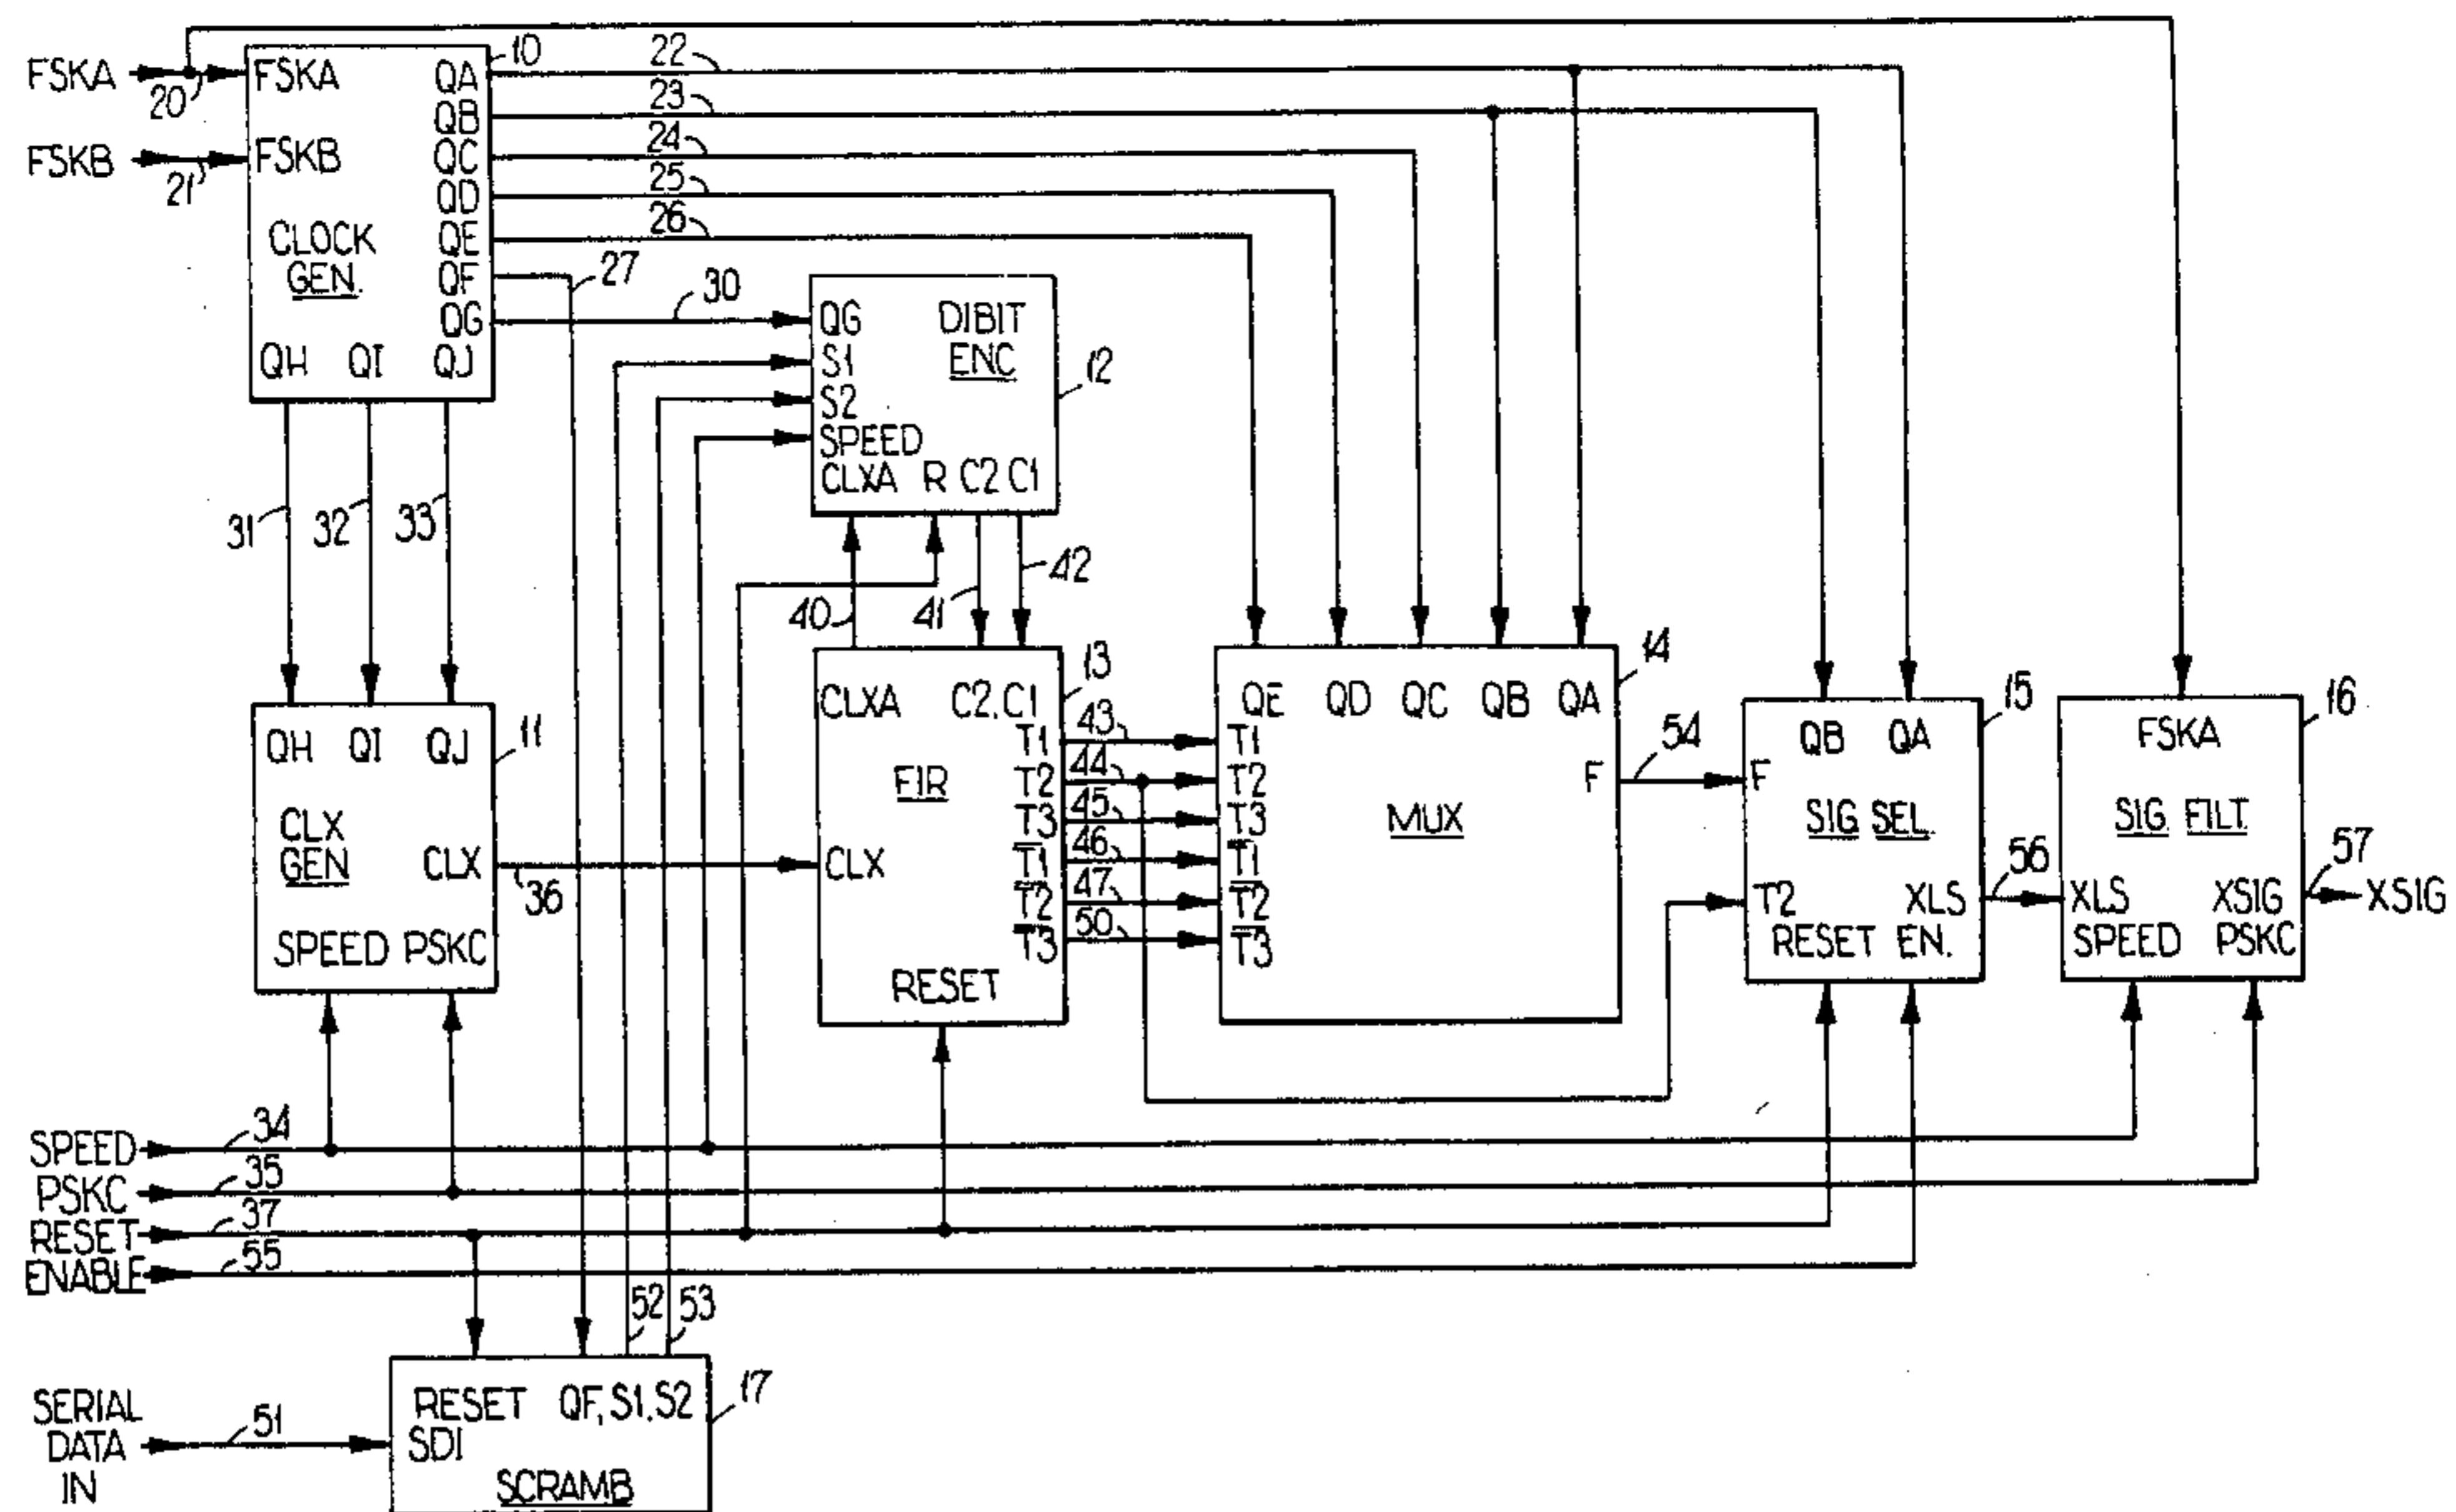 FSKA
20
FSKB
21
10
FSKA
FSKB
CLOCK
GEN.
QA
QB
QC
QD
QE
QF
QG
QH QI QJ
22
23
24
25
26
27
30
31
32
33
QG
S1
S2
SPEED
CLXA R C2 C1
DIBIT
ENC
12
40
41
42
QH QI QJ
11
CLX
GEN
CLX
SPEED PSKC
36
CLXA C2, C1
13
T1
T2
T3
T̅1̅
T̅2̅
T̅3̅
FIR
CLX
RESET
43
44
45
46
47
50
QE QD QC QB QA
14
T1
T2
T3
T̅1̅
T̅2̅
T̅3̅
MUX
F
54
QB QA
15
F
SIG SEL
T2
XLS
RESET EN.
56
FSKA
16
SIG FILT
XLS XSIG
SPEED PSKC
57
XSIG
SPEED
34
PSKC
35
RESET
37
ENABLE
55
52
53
SERIAL
DATA
IN
51
RESET QF, S1, S2
SDI
SCRAMB
17